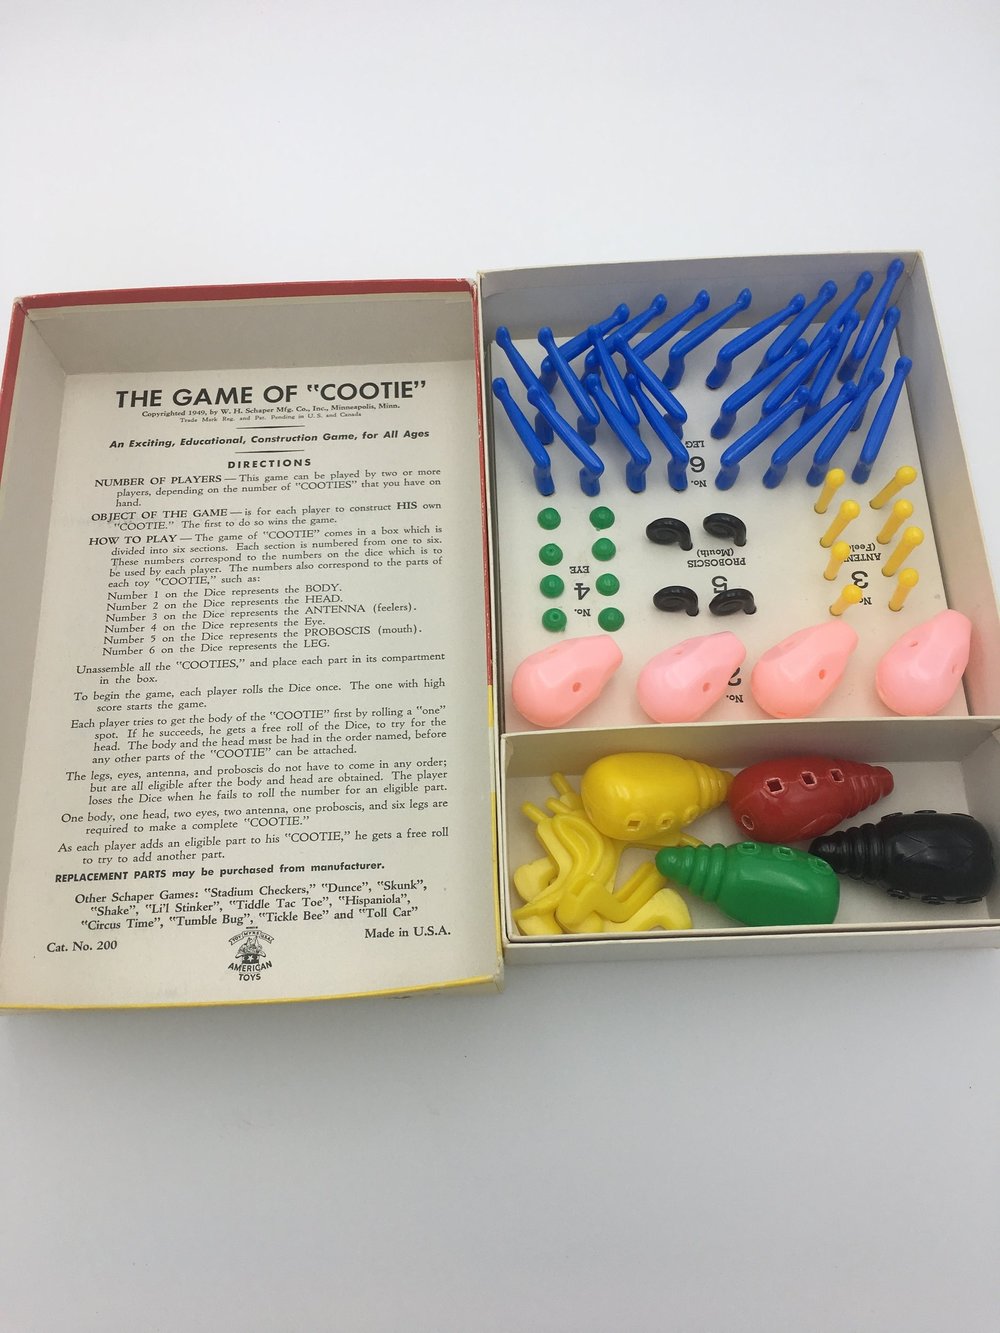 THE GAME OF "COOTIE"
Copyrighted 1949, by W. H. Schaper Mfg. Co., Inc., Minneapolis, Minn.
Trade Mark Reg. and Pat. Pending in U.S. and Canada
An Exciting, Educational, Construction Game, for All Ages
DIRECTIONS
NUMBER OF PLAYERS — This game can be played by two or more
players, depending on the number of "COOTIES" that you have on
hand.
OBJECT OF THE GAME — is for each player to construct HIS own
"COOTIE." The first to do so wins the game.
HOW TO PLAY — The game of "COOTIE" comes in a box which is
divided into six sections. Each section is numbered from one to six.
These numbers correspond to the numbers on the dice which is to
be used by each player. The numbers also correspond to the parts of
each toy "COOTIE," such as:
Number 1 on the Dice represents the BODY.
Number 2 on the Dice represents the HEAD.
Number 3 on the Dice represents the ANTENNA (feelers).
Number 4 on the Dice represents the Eye.
Number 5 on the Dice represents the PROBOSCIS (mouth).
Number 6 on the Dice represents the LEG.
Unassemble all the "COOTIES," and place each part in its compartment
in the box.
To begin the game, each player rolls the Dice once. The one with high
score starts the game.
Each player tries to get the body of the "COOTIE" first by rolling a "one"
spot. If he succeeds, he gets a free roll of the Dice, to try for the
head. The body and the head must be had in the order named, before
any other parts of the "COOTIE" can be attached.
The legs, eyes, antenna, and proboscis do not have to come in any order;
but are all eligible after the body and head are obtained. The player
loses the Dice when he fails to roll the number for an eligible part.
One body, one head, two eyes, two antenna, one proboscis, and six legs are
required to make a complete "COOTIE."
As each player adds an eligible part to his "COOTIE," he gets a free roll
to try to add another part.
REPLACEMENT PARTS may be purchased from manufacturer.
Other Schaper Games: "Stadium Checkers," "Dunce", "Skunk",
"Shake", "Li'l Stinker", "Tiddle Tac Toe", "Hispaniola",
"Circus Time", "Tumble Bug", "Tickle Bee" and "Toll Car"
Cat. No. 200
AMERICAN
TOYS
Made in U.S.A.
No. 6
LEG
No. 4
EYE
5
PROBOSCIS
(Mouth)
No. 3
ANTEN
(Feele
No. 2